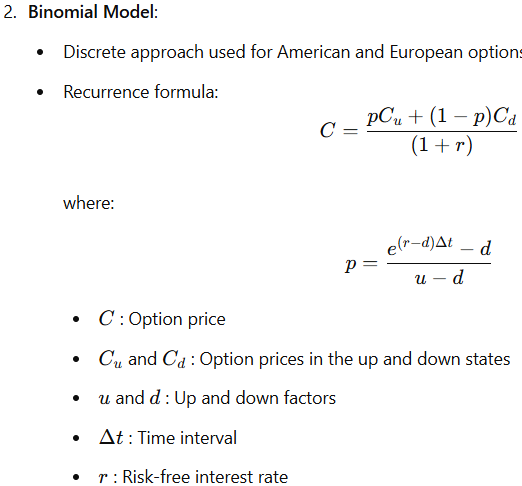 2. Binomial Model:
• Discrete approach used for American and European options
• Recurrence formula:
C = \frac{pC_u + (1 − p)C_d}{(1 + r)}
where:
p = \frac{e^{(r−d)Δt} − d}{u − d}
• C : Option price
• C_u and C_d : Option prices in the up and down states
• u and d : Up and down factors
• Δt : Time interval
• r : Risk-free interest rate